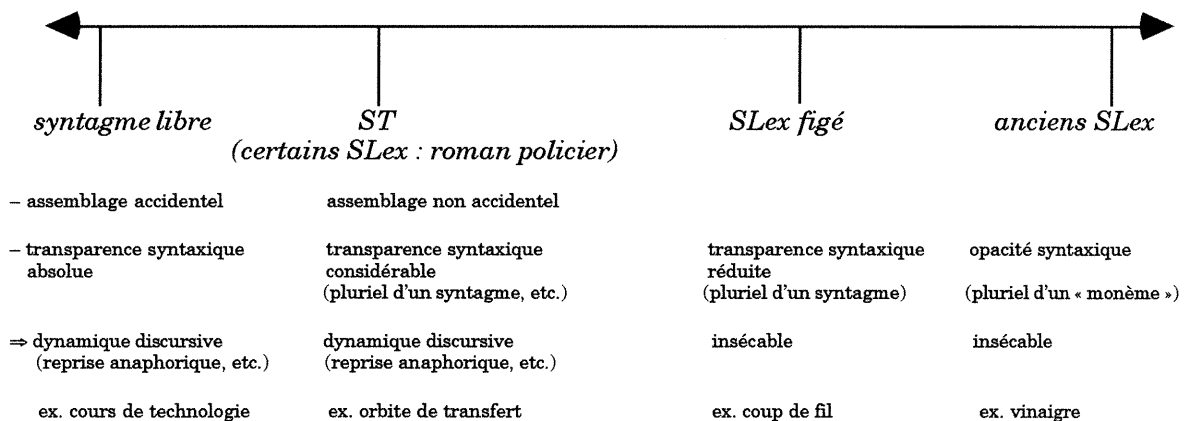 syntagme libre ST SLex figé anciens SLex
(certains SLex : roman policier)
– assemblage accidentel assemblage non accidentel
– transparence syntaxique transparence syntaxique transparence syntaxique opacité syntaxique
absolue considérable réduite
(pluriel d'un syntagme, etc.) (pluriel d'un syntagme) (pluriel d'un « monème »)
⇒ dynamique discursive dynamique discursive insécable insécable
(reprise anaphorique, etc.) (reprise anaphorique, etc.)
ex. cours de technologie ex. orbite de transfert ex. coup de fil ex. vinaigre